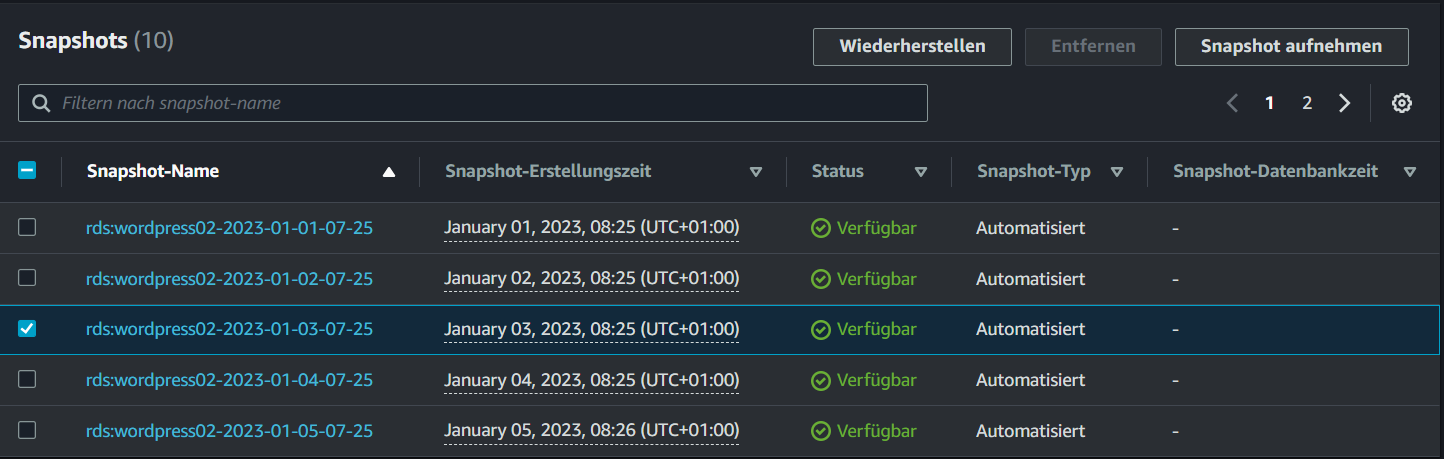 Snapshots (10)
Wiederherstellen
Entfernen
Snapshot aufnehmen
Filtern nach snapshot-name
1 2
Snapshot-Name Snapshot-Erstellungszeit Status Snapshot-Typ Snapshot-Datenbankzeit
rds:wordpress02-2023-01-01-07-25 January 01, 2023, 08:25 (UTC+01:00) Verfügbar Automatisiert -
rds:wordpress02-2023-01-02-07-25 January 02, 2023, 08:25 (UTC+01:00) Verfügbar Automatisiert -
rds:wordpress02-2023-01-03-07-25 January 03, 2023, 08:25 (UTC+01:00) Verfügbar Automatisiert -
rds:wordpress02-2023-01-04-07-25 January 04, 2023, 08:25 (UTC+01:00) Verfügbar Automatisiert -
rds:wordpress02-2023-01-05-07-25 January 05, 2023, 08:26 (UTC+01:00) Verfügbar Automatisiert -